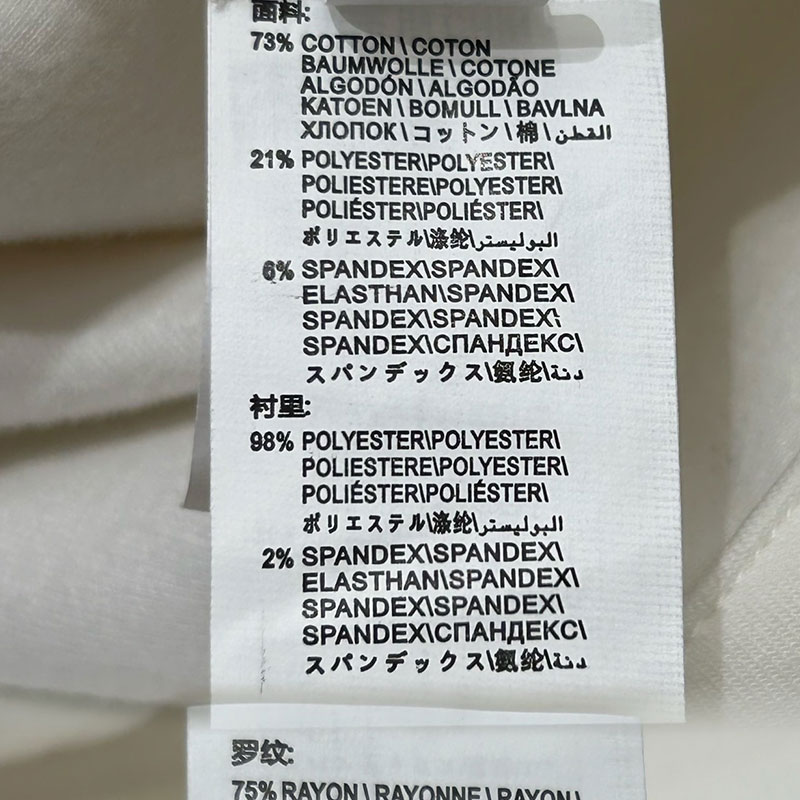 面料:
73% COTTON \ COTON
BAUMWOLLE \ COTONE
ALGODÓN \ ALGODÃO
KATOEN \ BOMULL \ BAVLNA
ХЛОПОК \ コットン \ 棉 \ القطن
21% POLYESTER\POLYESTER\
POLIESTERE\POLYESTER\
POLIÉSTER\POLIÉSTER\
ポリエステル\涤纶\البوليستر
6% SPANDEX\SPANDEX\
ELASTHAN\SPANDEX\
SPANDEX\SPANDEX\
SPANDEX\СПАНДЕКС\
スパンデックス\氨纶\دنة
衬里:
98% POLYESTER\POLYESTER\
POLIESTERE\POLYESTER\
POLIÉSTER\POLIÉSTER\
ポリエステル\涤纶\البوليستر
2% SPANDEX\SPANDEX\
ELASTHAN\SPANDEX\
SPANDEX\SPANDEX\
SPANDEX\СПАНДЕКС\
スパンデックス\氨纶\دنة
罗纹:
75% RAYON \ RAYONNE \ RAYON \